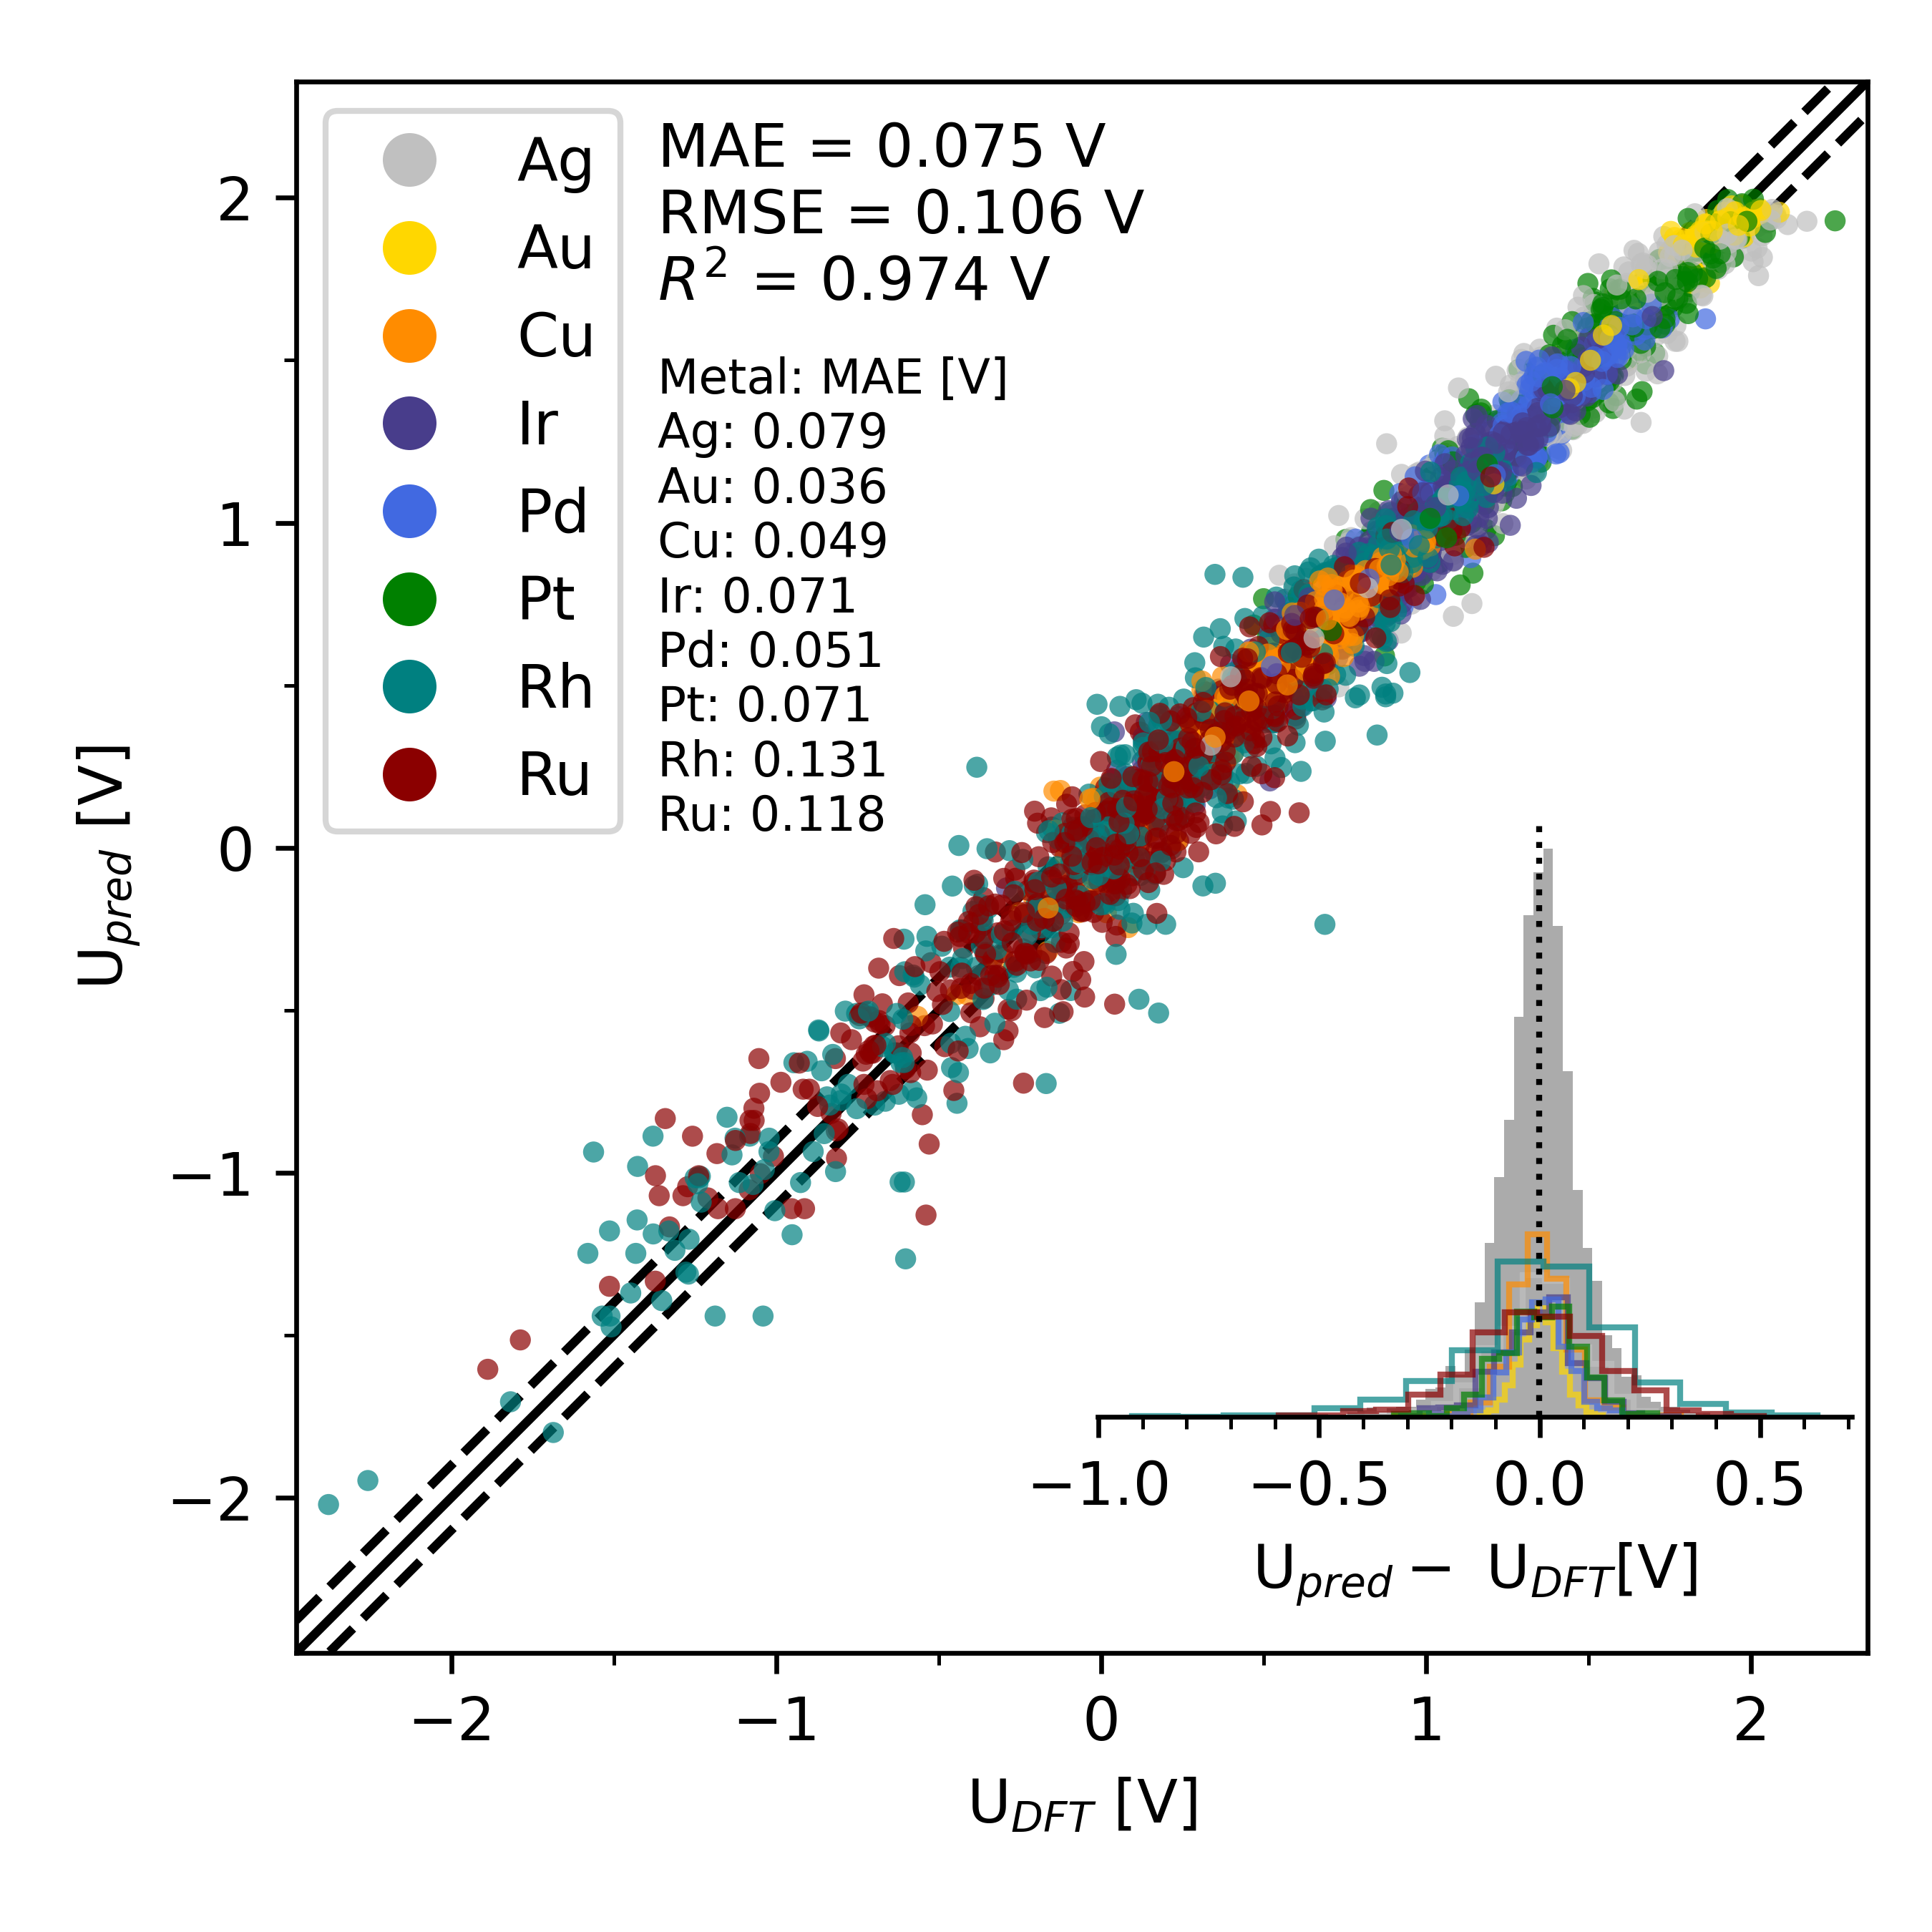 Ag
Au
Cu
Ir
Pd
Pt
Rh
Ru
MAE = 0.075 V
RMSE = 0.106 V
R² = 0.974 V
Metal: MAE [V]
Ag: 0.079
Au: 0.036
Cu: 0.049
Ir: 0.071
Pd: 0.051
Pt: 0.071
Rh: 0.131
Ru: 0.118
2
1
0
−1
−2
U_pred [V]
−1.0 −0.5 0.0 0.5
U_pred − U_DFT[V]
−2 −1 0 1 2
U_DFT [V]